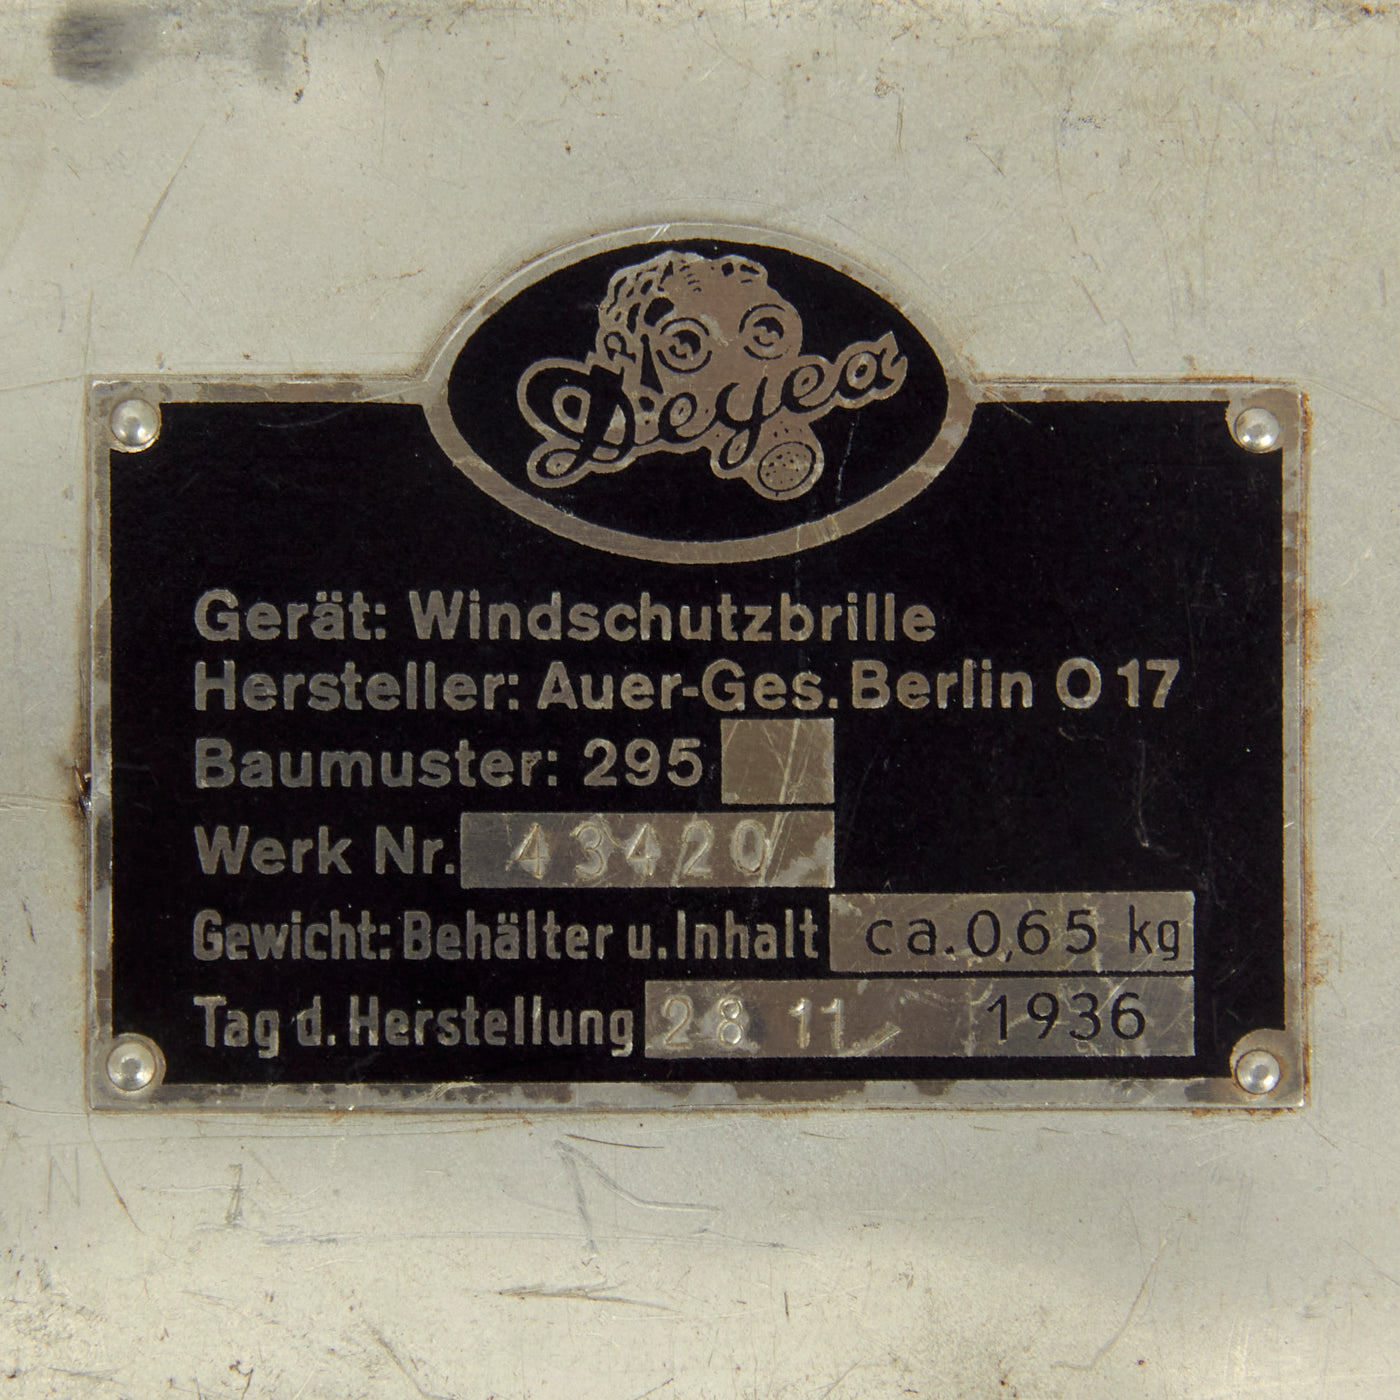 Degea
Gerät: Windschutzbrille
Hersteller: Auer-Ges. Berlin O 17
Baumuster: 295
Werk Nr. 43420
Gewicht: Behälter u. Inhalt ca. 0,65 kg
Tag d. Herstellung 28 11 1936